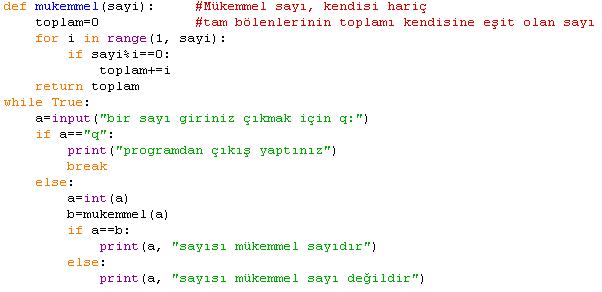 def mukemmel(sayi):     #Mükemmel sayı, kendisi hariç
    toplam=0            #tam bölenlerinin toplamı kendisine eşit olan sayı
    for i in range(1, sayi):
        if sayi%i==0:
            toplam+=i
    return toplam
while True:
    a=input("bir sayı giriniz çıkmak için q:")
    if a=="q":
        print("programdan çıkış yaptınız")
        break
    else:
        a=int(a)
        b=mukemmel(a)
        if a==b:
            print(a, "sayısı mükemmel sayıdır")
        else:
            print(a, "sayısı mükemmel sayı değildir")